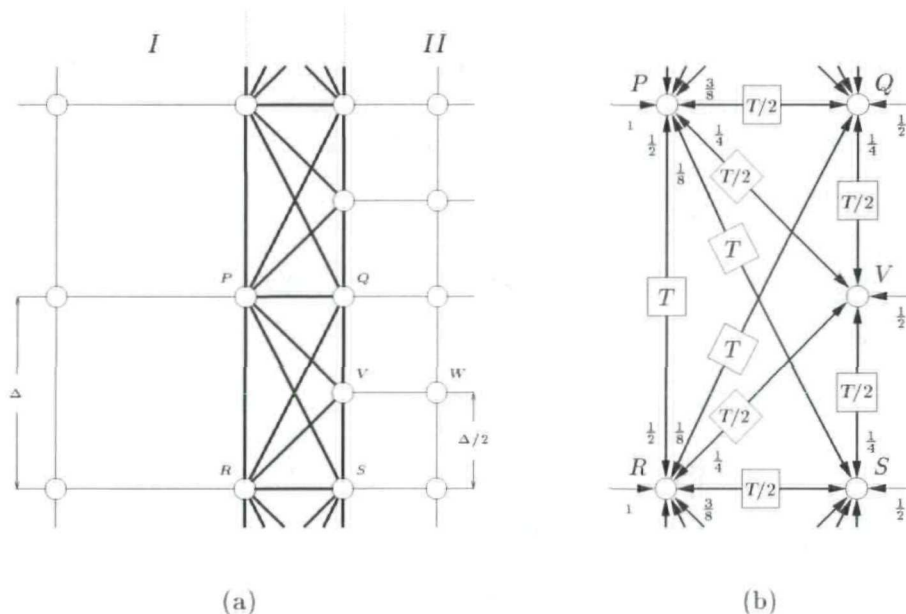 I
II
P
Q
V
W
R
S
Δ
Δ/2
(a)
P
Q
3/8
T/2
1
1/2
1/2
1/4
1/4
1/8
T/2
T/2
T
V
T
1/2
T
T/2
T/2
1/2
1/8
1/4
1/4
R
S
T/2
1
3/8
1/2
(b)